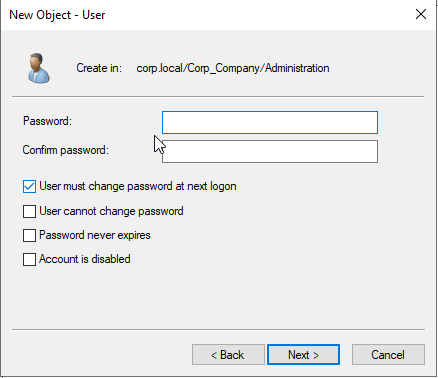 New Object - User
Create in: corp.local/Corp_Company/Administration
Password:
Confirm password:
User must change password at next logon
User cannot change password
Password never expires
Account is disabled
< Back Next > Cancel